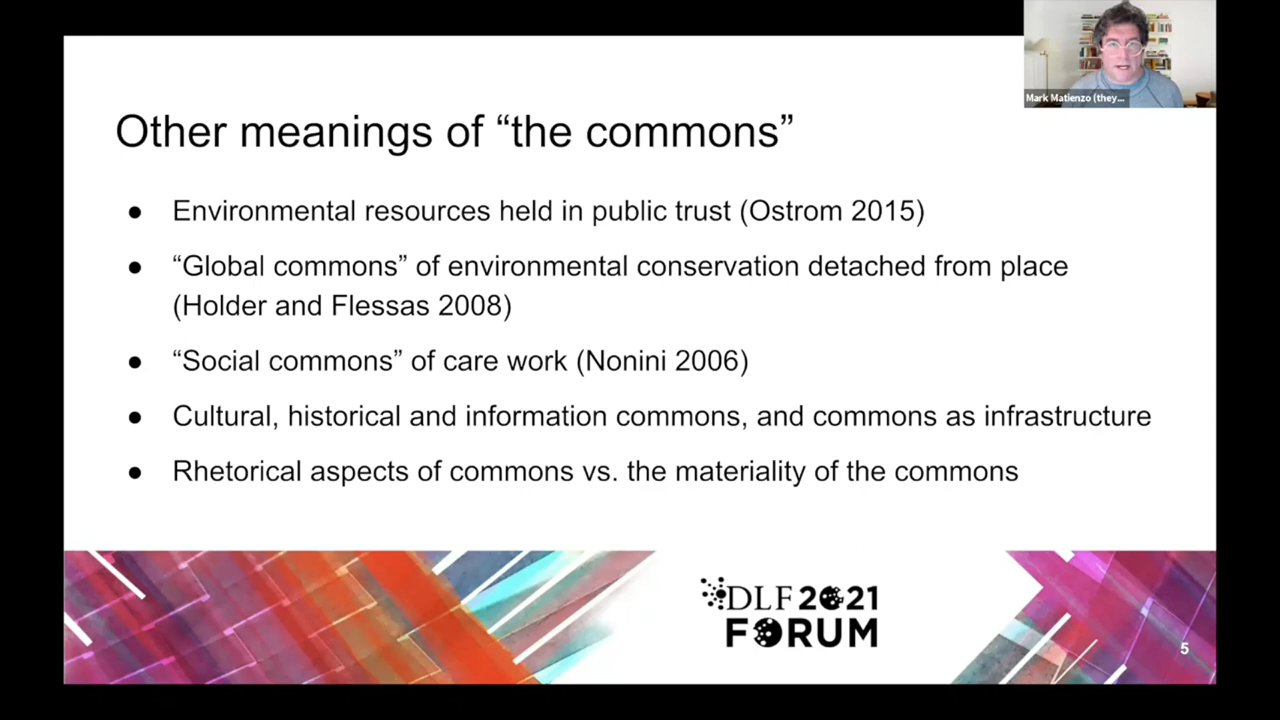 Mark Matienzo (they...
Other meanings of “the commons”
● Environmental resources held in public trust (Ostrom 2015)
● “Global commons” of environmental conservation detached from place
(Holder and Flessas 2008)
● “Social commons” of care work (Nonini 2006)
● Cultural, historical and information commons, and commons as infrastructure
● Rhetorical aspects of commons vs. the materiality of the commons
DLF 2021
FORUM
5